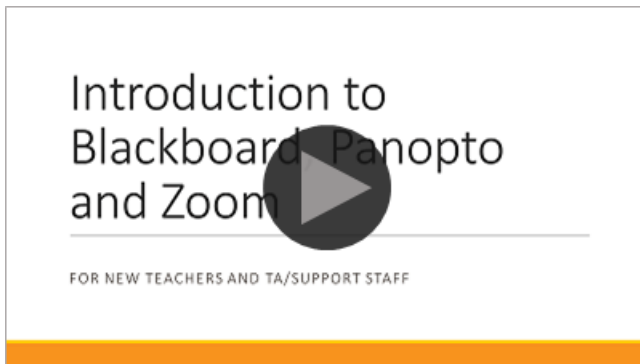 Introduction to
Blackboard, Panopto
and Zoom
FOR NEW TEACHERS AND TA/SUPPORT STAFF